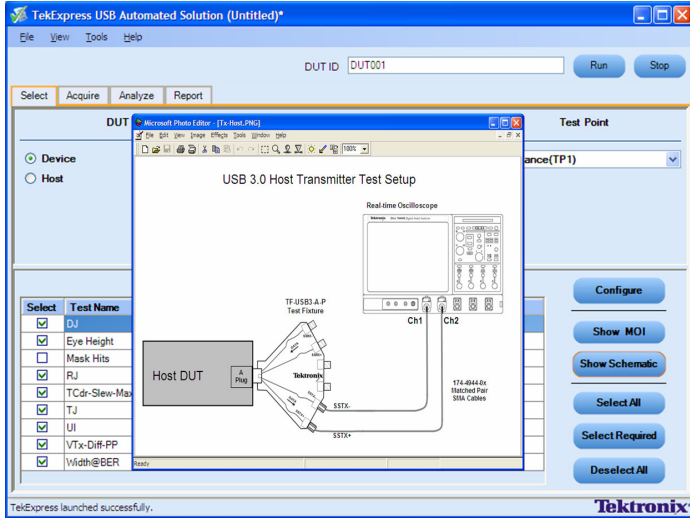 TekExpress USB Automated Solution (Untitled)*
File View Tools Help
DUT ID DUT001 Run Stop
Select Acquire Analyze Report
DUT
Test Point
Device
Host
ance(TP1)
Microsoft Photo Editor - [Tx-Host.PNG]
File Edit View Image Effects Tools Window Help
100%
USB 3.0 Host Transmitter Test Setup
Real-time Oscilloscope
Tektronix
TF-USB3-A-P
Test Fixture
Ch1 Ch2
Host DUT
A
Plug
Tektronix
174-4944-0x
Matched Pair
SMA Cables
SSTX-
SSTX+
Ready
Select Test Name
DJ
Eye Height
Mask Hits
RJ
TCdr-Slew-Max
TJ
UI
VTx-Diff-PP
Width@BER
Configure
Show MOI
Show Schematic
Select All
Select Required
Deselect All
TekExpress launched successfully.
Tektronix